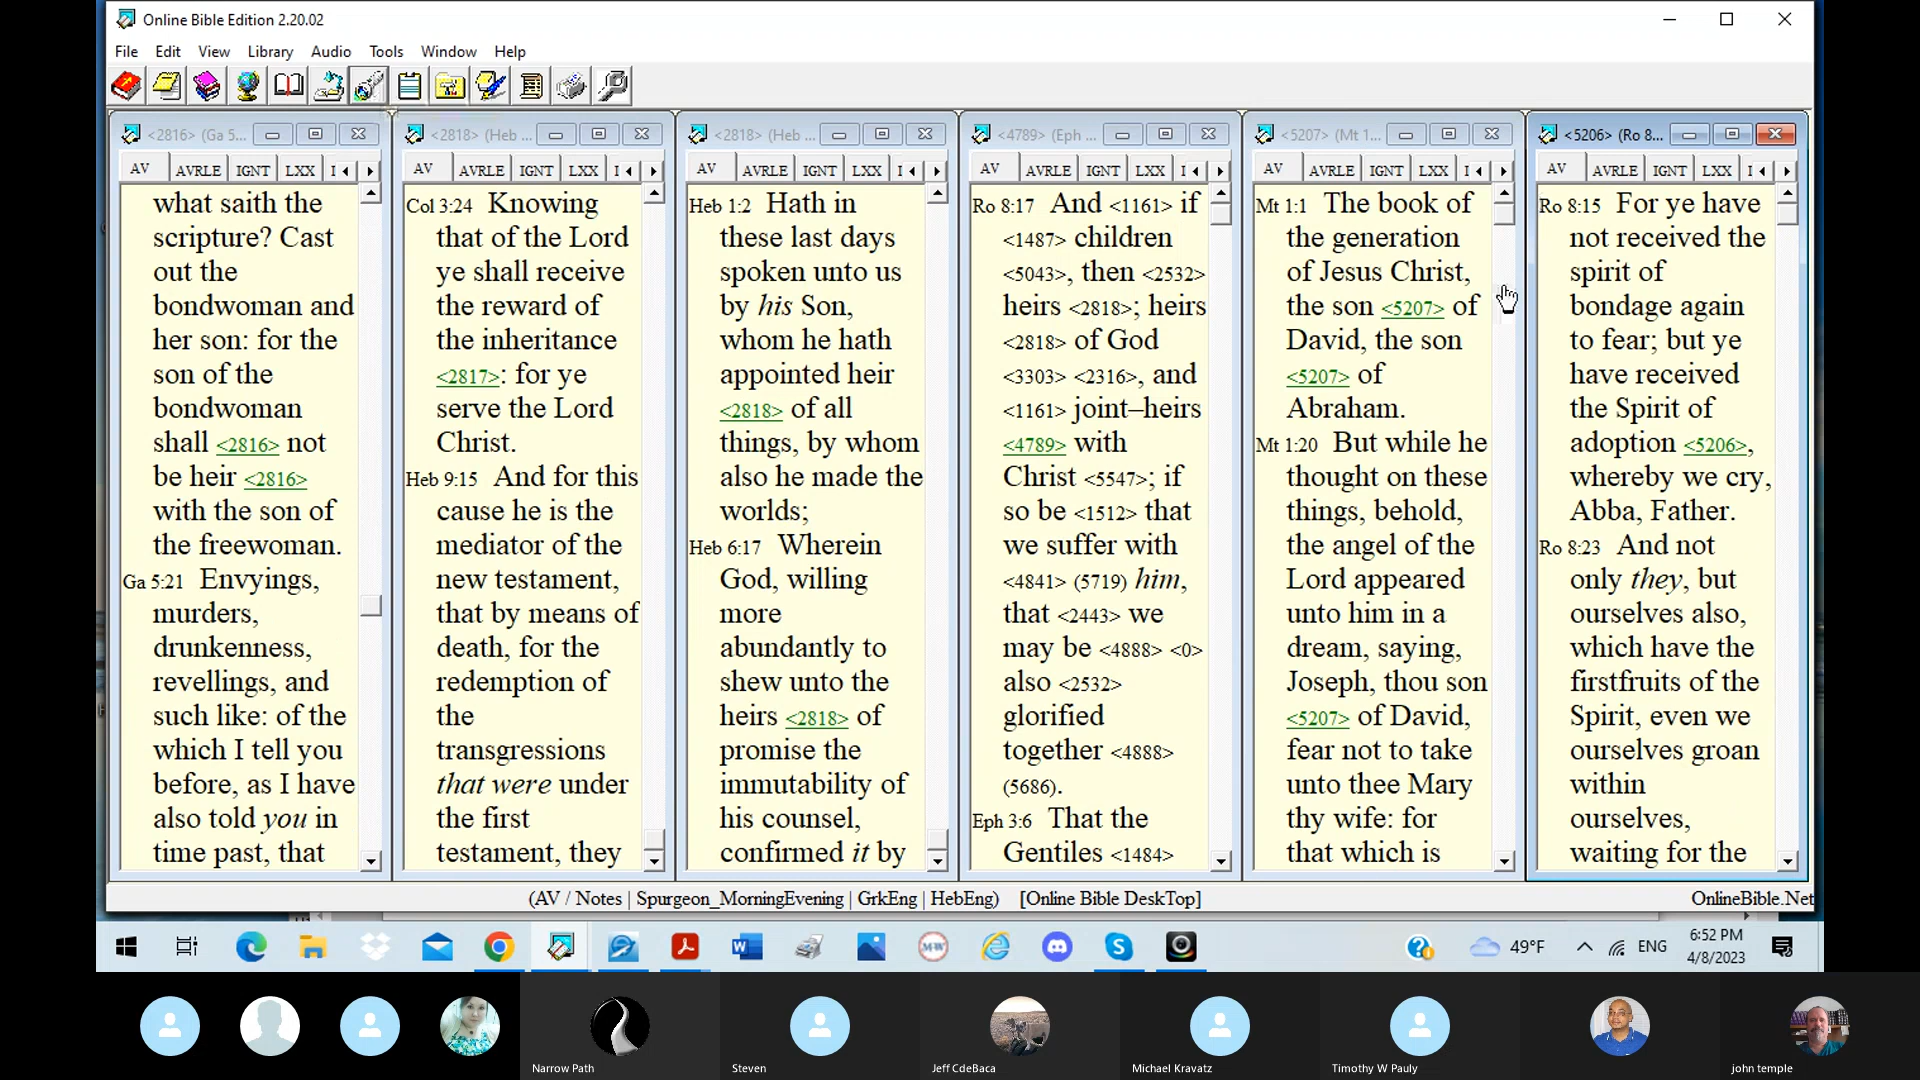 Online Bible Edition 2.20.02
File Edit View Library Audio Tools Window Help
<2816> (Ga 5...
AV AVRLE IGNT LXX
what saith the
scripture? Cast
out the
bondwoman and
her son: for the
son of the
bondwoman
shall <2816> not
be heir <2816>
with the son of
the freewoman.
Ga 5:21 Envyings,
murders,
drunkenness,
revellings, and
such like: of the
which I tell you
before, as I have
also told you in
time past, that
<2818> (Heb ...
AV AVRLE IGNT LXX
Col 3:24 Knowing
that of the Lord
ye shall receive
the reward of
the inheritance
<2817>: for ye
serve the Lord
Christ.
Heb 9:15 And for this
cause he is the
mediator of the
new testament,
that by means of
death, for the
redemption of
the
transgressions
that were under
the first
testament, they
<2818> (Heb ...
AV AVRLE IGNT LXX
Heb 1:2 Hath in
these last days
spoken unto us
by his Son,
whom he hath
appointed heir
<2818> of all
things, by whom
also he made the
worlds;
Heb 6:17 Wherein
God, willing
more
abundantly to
shew unto the
heirs <2818> of
promise the
immutability of
his counsel,
confirmed it by
<4789> (Eph ...
AV AVRLE IGNT LXX
Ro 8:17 And <1161> if
<1487> children
<5043>, then <2532>
heirs <2818>; heirs
<2818> of God
<3303> <2316>, and
<1161> joint–heirs
<4789> with
Christ <5547>; if
so be <1512> that
we suffer with
<4841> (5719) him,
that <2443> we
may be <4888> <0>
also <2532>
glorified
together <4888>
(5686).
Eph 3:6 That the
Gentiles <1484>
<5207> (Mt 1...
AV AVRLE IGNT LXX
Mt 1:1 The book of
the generation
of Jesus Christ,
the son <5207> of
David, the son
<5207> of
Abraham.
Mt 1:20 But while he
thought on these
things, behold,
the angel of the
Lord appeared
unto him in a
dream, saying,
Joseph, thou son
<5207> of David,
fear not to take
unto thee Mary
thy wife: for
that which is
<5206> (Ro 8...
AV AVRLE IGNT LXX
Ro 8:15 For ye have
not received the
spirit of
bondage again
to fear; but ye
have received
the Spirit of
adoption <5206>,
whereby we cry,
Abba, Father.
Ro 8:23 And not
only they, but
ourselves also,
which have the
firstfruits of the
Spirit, even we
ourselves groan
within
ourselves,
waiting for the
(AV / Notes | Spurgeon_MorningEvening | GrkEng | HebEng) [Online Bible DeskTop] OnlineBible.Net
49°F ENG 6:52 PM
4/8/2023
Narrow Path Steven Jeff CdeBaca Michael Kravatz Timothy W Pauly john temple